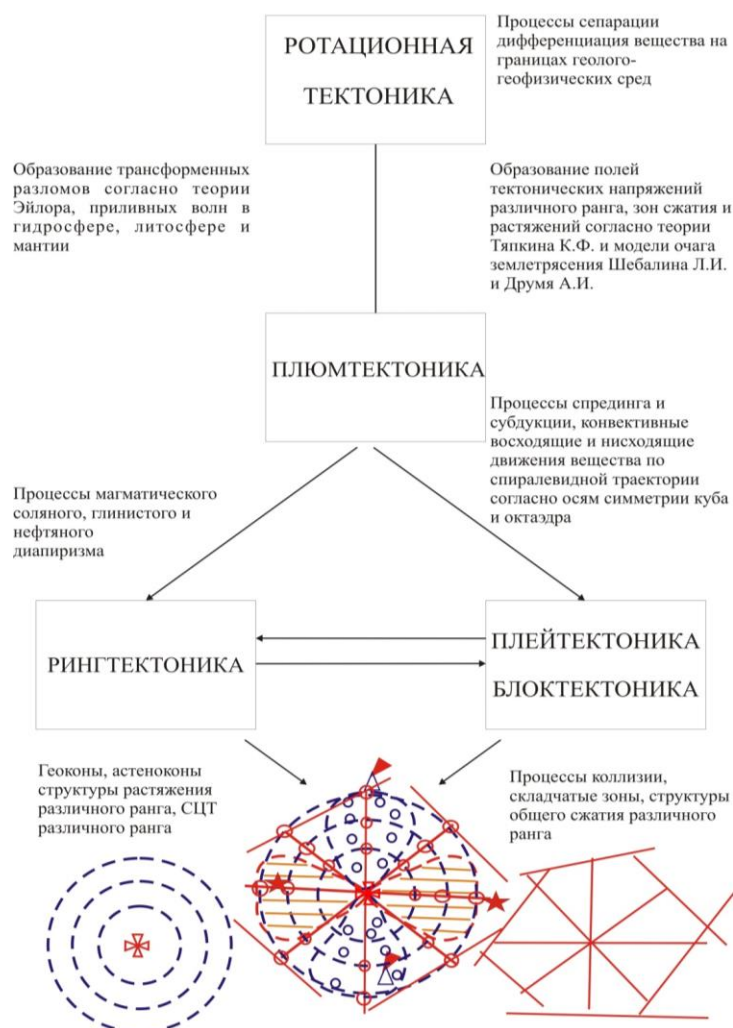 РОТАЦИОННАЯ
ТЕКТОНИКА
Процессы сепарации
дифференциация вещества на
границах геолого-
геофизических сред
Образование трансформенных
разломов согласно теории
Эйлора, приливных волн в
гидросфере, литосфере и
мантии
Образование полей
тектонических напряжений
различного ранга, зон сжатия и
растяжений согласно теории
Тяпкина К.Ф. и модели очага
землетрясения Шебалина Л.И.
и Друмя А.И.
ПЛЮМТЕКТОНИКА
Процессы спрединга и
субдукции, конвективные
восходящие и нисходящие
движения вещества по
спиралевидной траектории
согласно осям симметрии куба
и октаэдра
Процессы магматического
соляного, глинистого и
нефтяного
диапиризма
РИНГТЕКТОНИКА
ПЛЕЙТЕКТОНИКА
БЛОКТЕКТОНИКА
Геоконы, астеноконы
структуры растяжения
различного ранга, СЦТ
различного ранга
Процессы коллизии,
складчатые зоны, структуры
общего сжатия различного
ранга